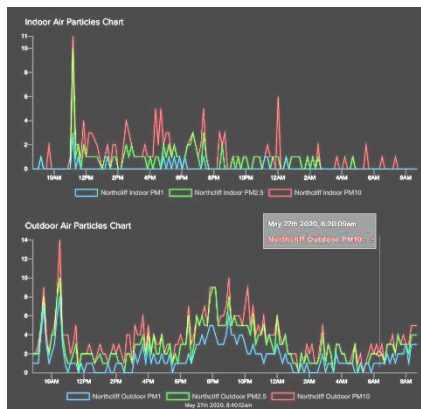 Indoor Air Particles Chart
11
10
8
6
4
2
0
10AM 12PM 2PM 4PM 6PM 8PM 10PM 12AM 2AM 4AM 6AM 8AM
Northcliff Indoor PM1 Northcliff Indoor PM2.5 Northcliff Indoor PM10
Outdoor Air Particles Chart
May 27th 2020, 6:20:09am
Northcliff Outdoor PM10
14
12
10
8
6
4
2
0
10AM 12PM 2PM 4PM 6PM 8PM 10PM 12AM 2AM 4AM 6AM 8AM
Northcliff Outdoor PM1 Northcliff Outdoor PM2.5 Northcliff Outdoor PM10
May 27th 2020, 8:40:12am